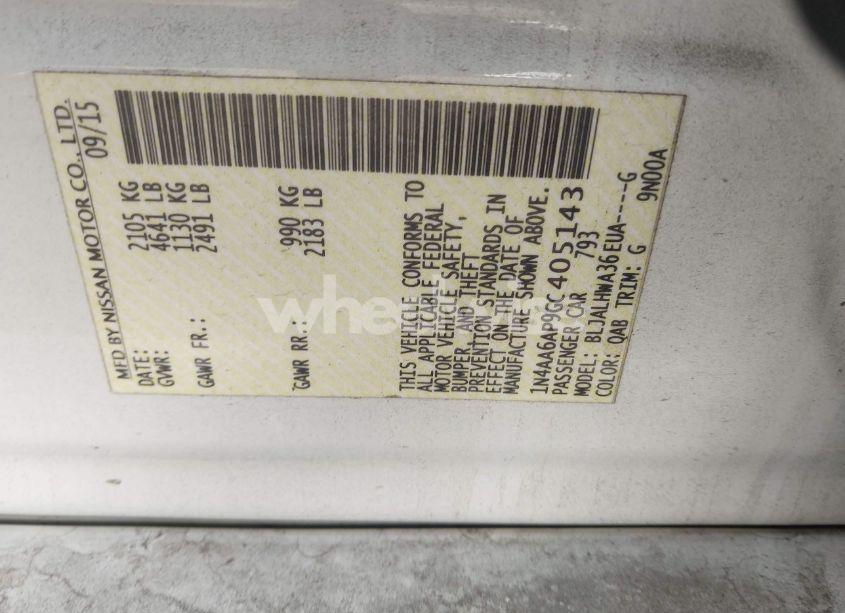 MFD BY NISSAN MOTOR CO., LTD.
DATE: 09/15
GVWR: 2105 KG
4641 LB
GAWR FR.: 1130 KG
2491 LB
GAWR RR.: 990 KG
2183 LB
THIS VEHICLE CONFORMS TO
ALL APPLICABLE FEDERAL
MOTOR VEHICLE SAFETY,
BUMPER, AND THEFT
PREVENTION STANDARDS IN
EFFECT ON THE DATE OF
MANUFACTURE SHOWN ABOVE.
1N4AA6AP9GC405143
PASSENGER CAR 793
MODEL: BLJALHWA36EUA-----G
COLOR: QAB TRIM: G 9N00A